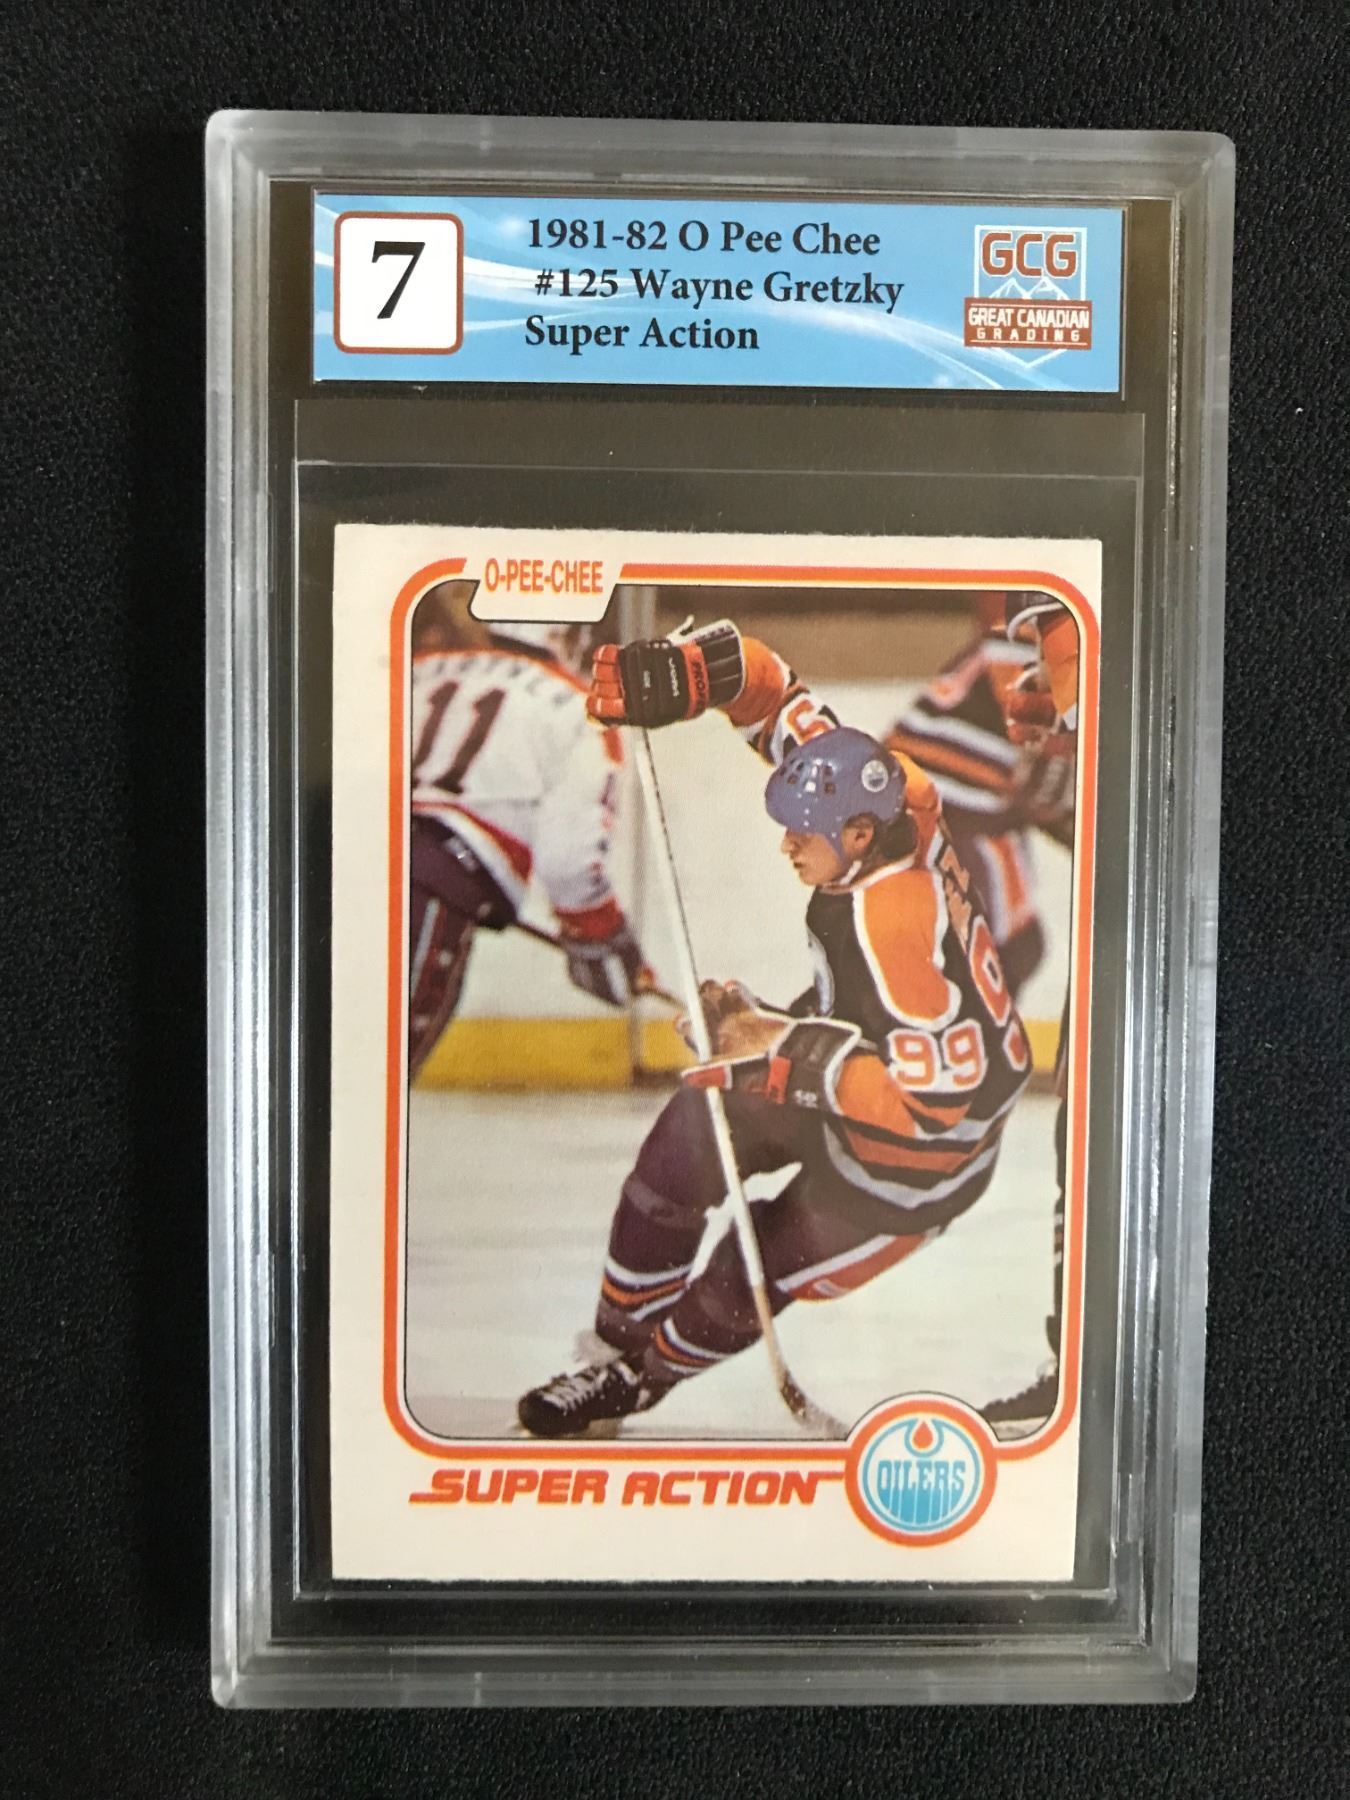 7
1981-82 O Pee Chee
#125 Wayne Gretzky
Super Action
GCG
GREAT CANADIAN
GRADING
O-PEE-CHEE
11
9
99
SUPER ACTION
OILERS